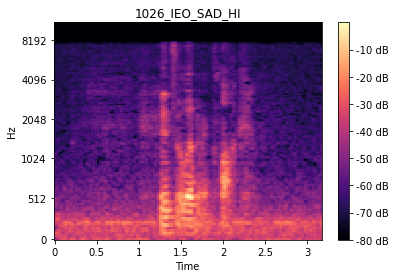 1026_IEO_SAD_HI
8192
4096
2048
1024
512
0
Hz
0 0.5 1 1.5 2 2.5 3
Time
-10 dB
-20 dB
-30 dB
-40 dB
-50 dB
-60 dB
-70 dB
-80 dB